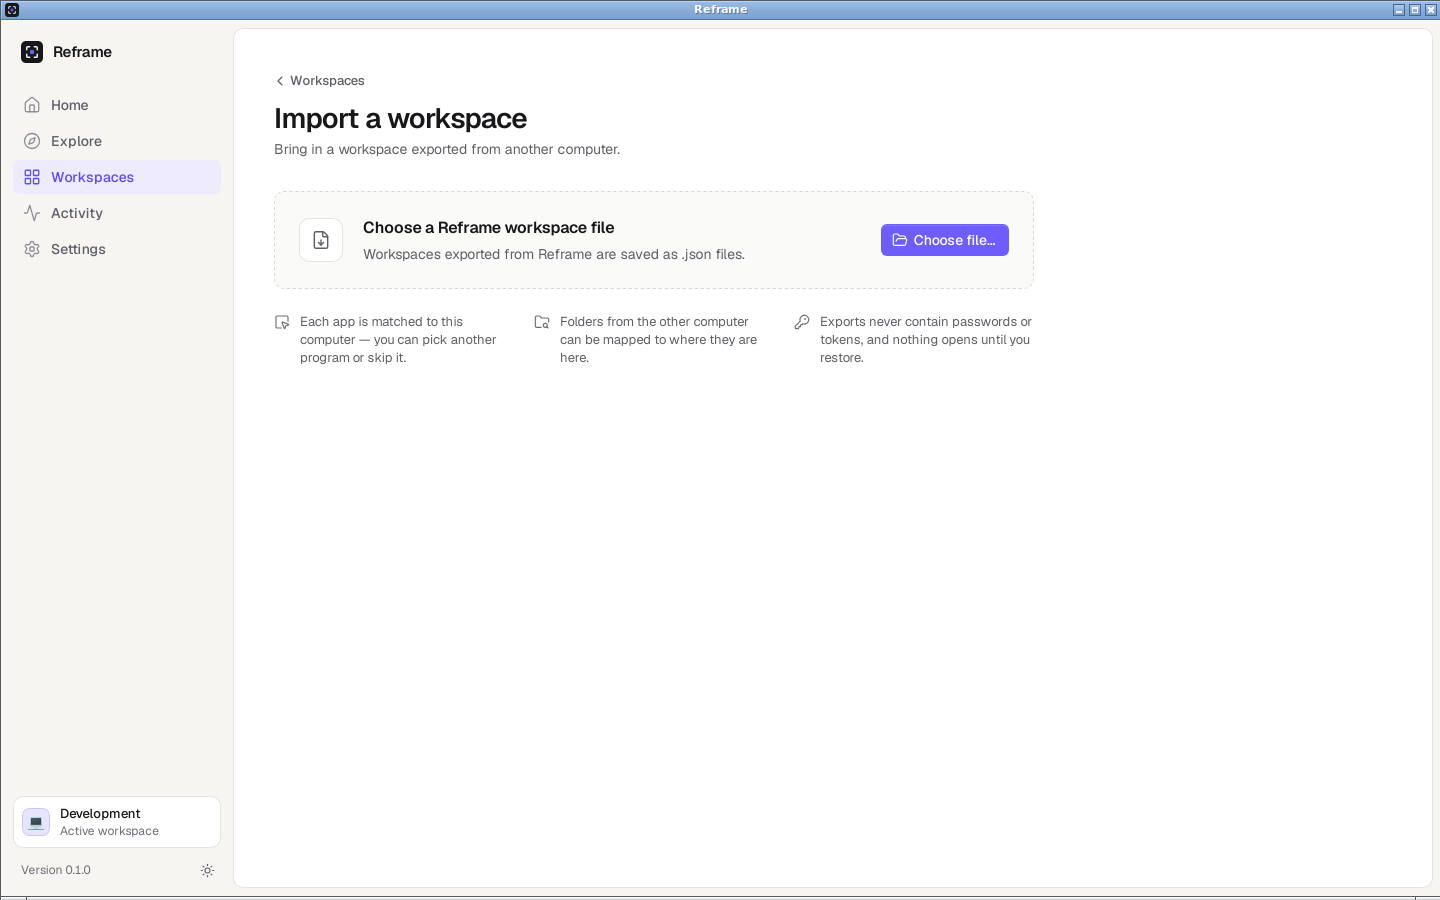 Reframe
Reframe
Home
Explore
Workspaces
Activity
Settings
Workspaces
Import a workspace
Bring in a workspace exported from another computer.
Choose a Reframe workspace file
Workspaces exported from Reframe are saved as .json files.
Choose file...
Each app is matched to this
computer — you can pick another
program or skip it.
Folders from the other computer
can be mapped to where they are
here.
Exports never contain passwords or
tokens, and nothing opens until you
restore.
Development
Active workspace
Version 0.1.0